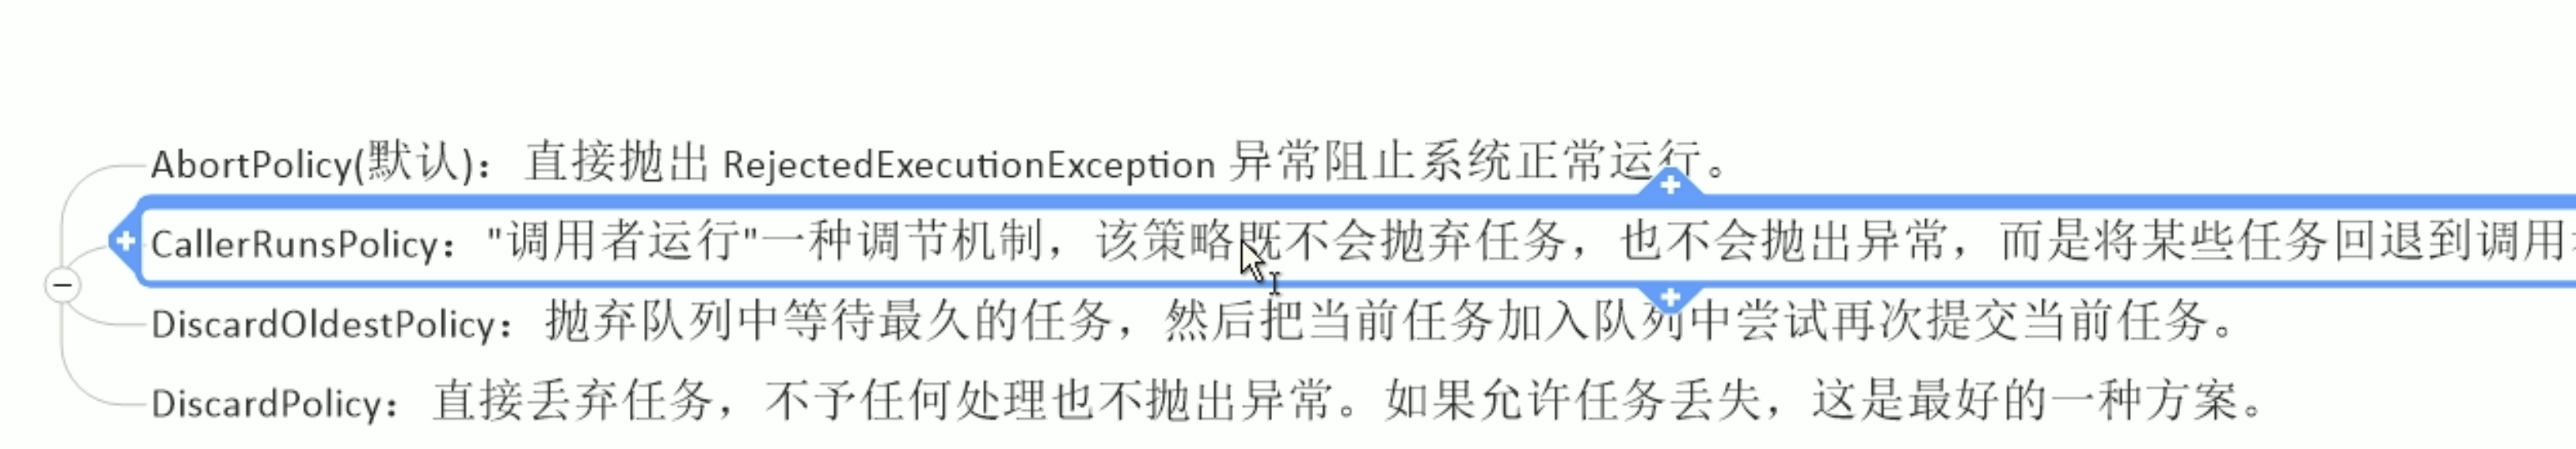 AbortPolicy(默认)：直接抛出 RejectedExecutionException 异常阻止系统正常运行。
CallerRunsPolicy："调用者运行"一种调节机制，该策略既不会抛弃任务，也不会抛出异常，而是将某些任务回退到调用
DiscardOldestPolicy：抛弃队列中等待最久的任务，然后把当前任务加入队列中尝试再次提交当前任务。
DiscardPolicy：直接丢弃任务，不予任何处理也不抛出异常。如果允许任务丢失，这是最好的一种方案。